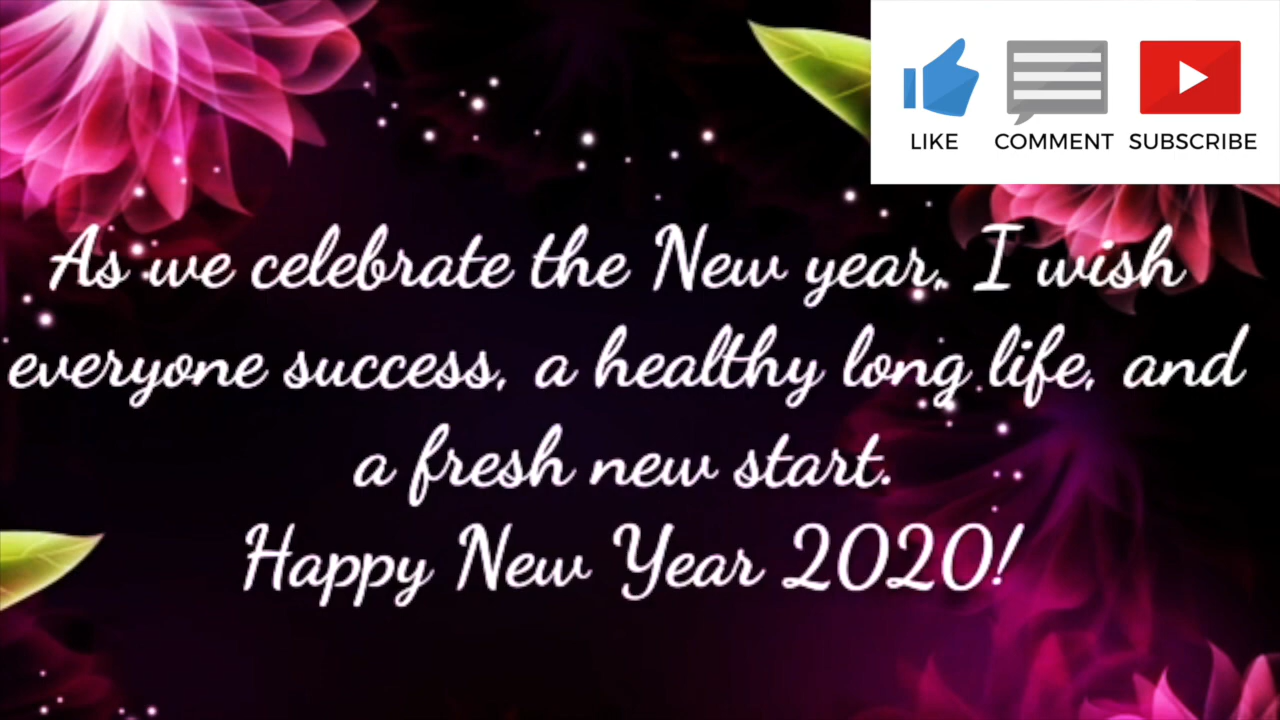 LIKE COMMENT SUBSCRIBE
As we celebrate the New year, I wish
everyone success, a healthy long life, and
a fresh new start.
Happy New Year 2020!